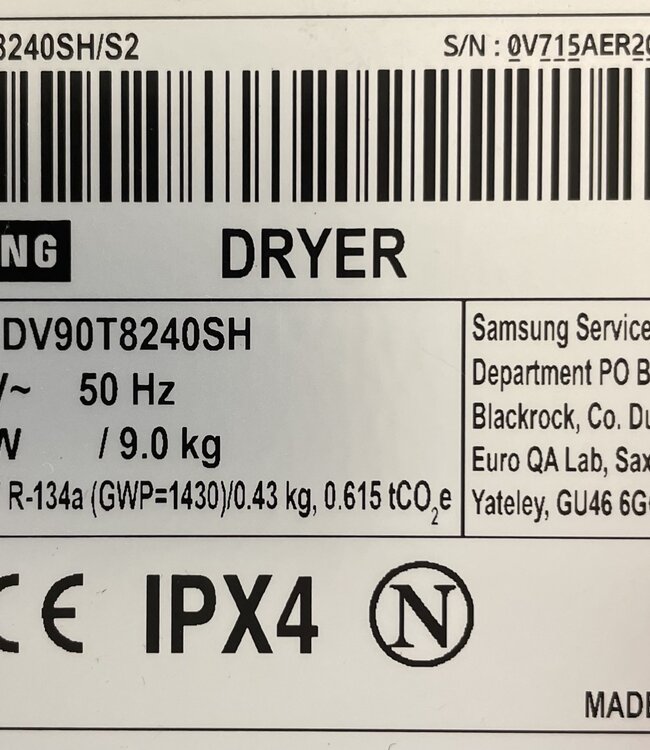 8240SH/S2
S/N : 0V715AER20
NG
DRYER
DV90T8240SH
V~ 50 Hz
W / 9.0 kg
R-134a (GWP=1430)/0.43 kg, 0.615 tCO₂e
Samsung Service
Department PO B
Blackrock, Co. Du
Euro QA Lab, Sax
Yateley, GU46 6G
CE IPX4 N
MADE